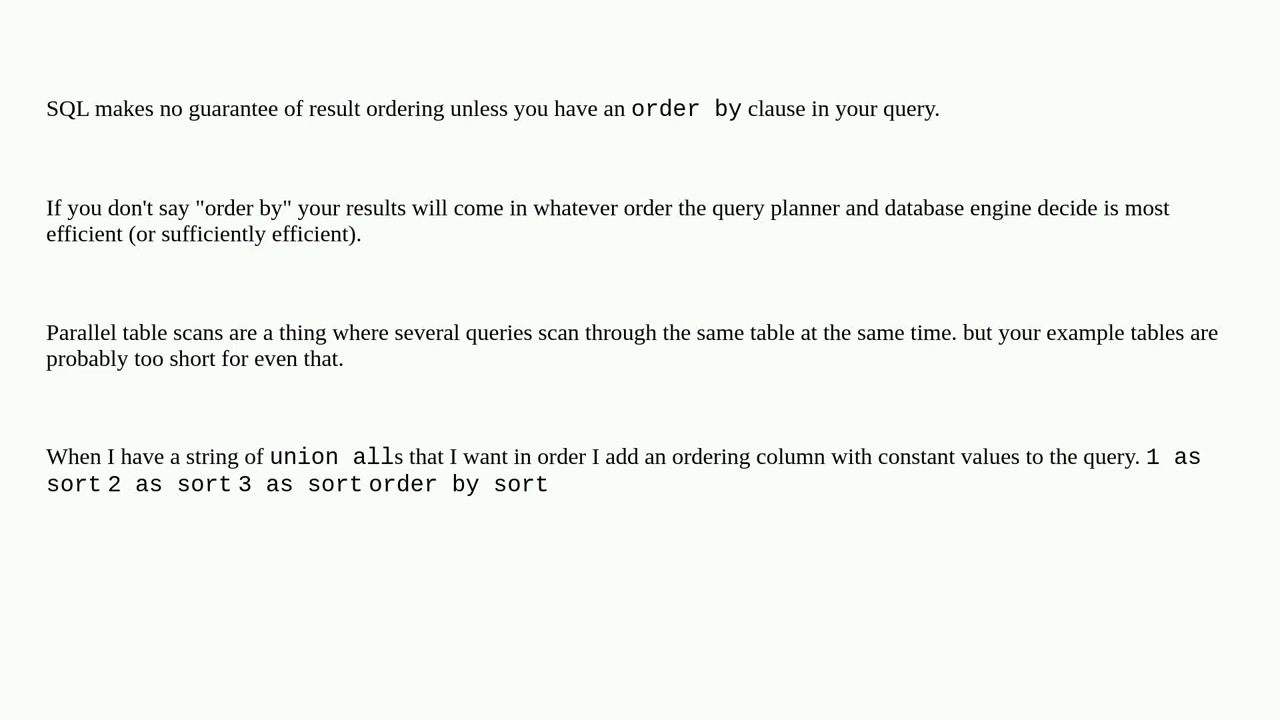 SQL makes no guarantee of result ordering unless you have an order by clause in your query.
If you don't say "order by" your results will come in whatever order the query planner and database engine decide is most
efficient (or sufficiently efficient).
Parallel table scans are a thing where several queries scan through the same table at the same time. but your example tables are
probably too short for even that.
When I have a string of union alls that I want in order I add an ordering column with constant values to the query. 1 as
sort 2 as sort 3 as sort order by sort